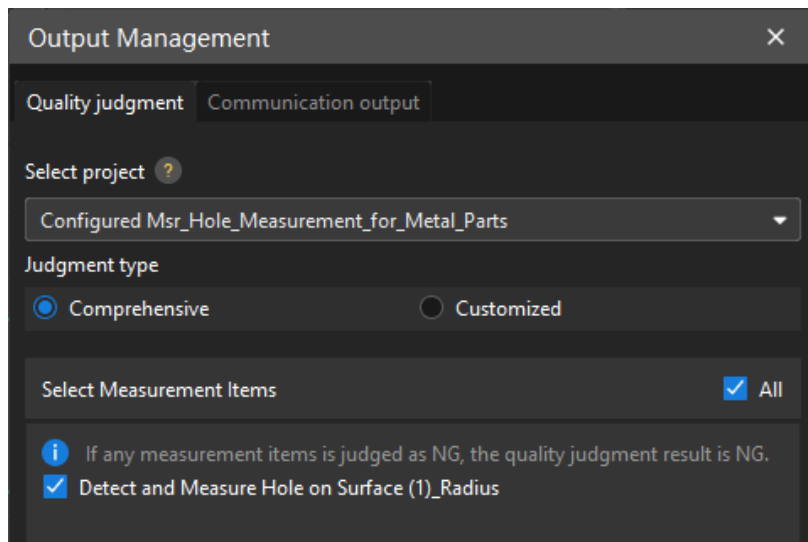 Output Management
Quality judgment Communication output
Select project ?
Configured Msr_Hole_Measurement_for_Metal_Parts
Judgment type
Comprehensive Customized
Select Measurement Items All
If any measurement items is judged as NG, the quality judgment result is NG.
Detect and Measure Hole on Surface (1)_Radius